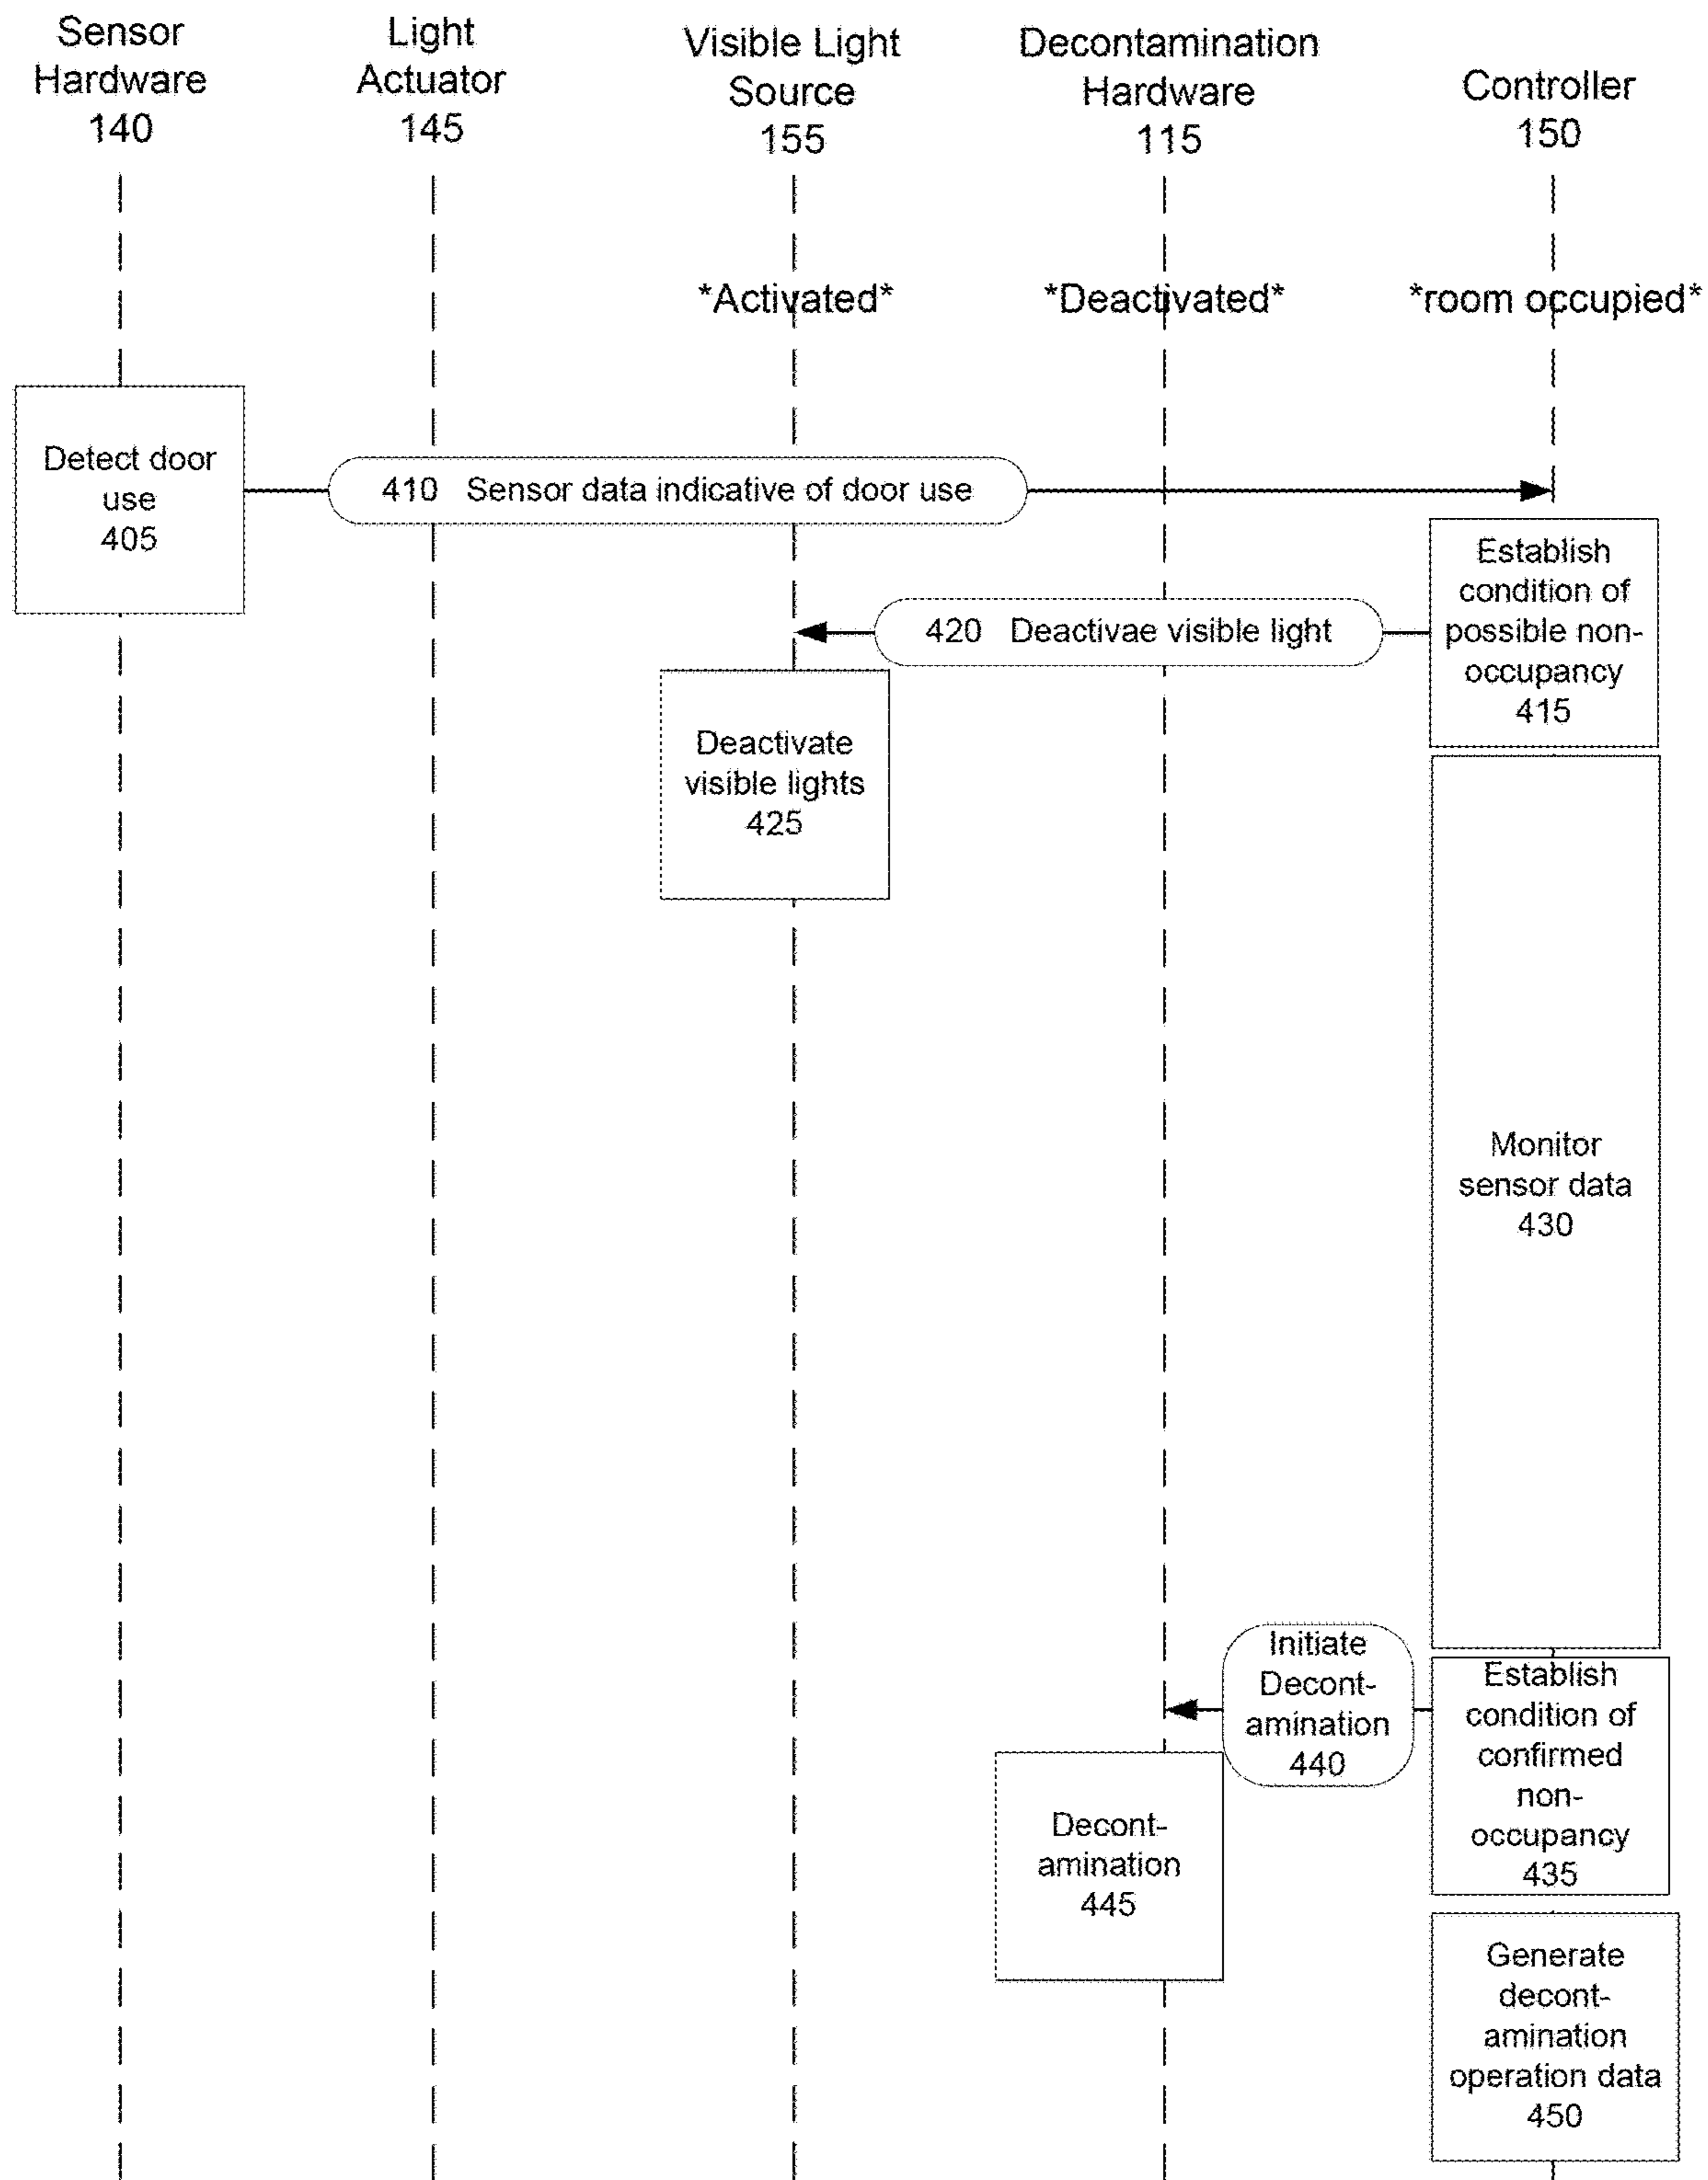 Sensor
Hardware
140
Light
Actuator
145
Visible Light
Source
155
Decontamination
Hardware
115
Controller
150
*Activated*
*Deactivated*
*room occupied*
Detect door
use
405
410 Sensor data indicative of door use
Establish
condition of
possible non-
occupancy
415
420 Deactivae visible light
Deactivate
visible lights
425
Monitor
sensor data
430
Initiate
Decont-
amination
440
Establish
condition of
confirmed
non-
occupancy
435
Decont-
amination
445
Generate
decont-
amination
operation data
450